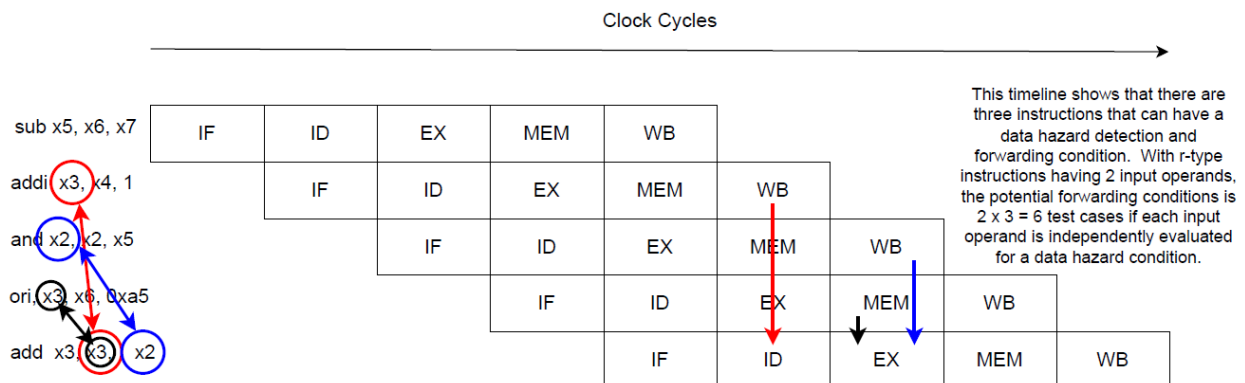 Clock Cycles
This timeline shows that there are
three instructions that can have a
data hazard detection and
forwarding condition. With r-type
instructions having 2 input operands,
the potential forwarding conditions is
2 x 3 = 6 test cases if each input
operand is independently evaluated
for a data hazard condition.
sub x5, x6, x7 IF ID EX MEM WB
addi x3, x4, 1 IF ID EX MEM WB
and x2, x2, x5 IF ID EX MEM WB
ori, x3, x6, 0xa5 IF ID EX MEM WB
add x3, x3, x2 IF ID EX MEM WB